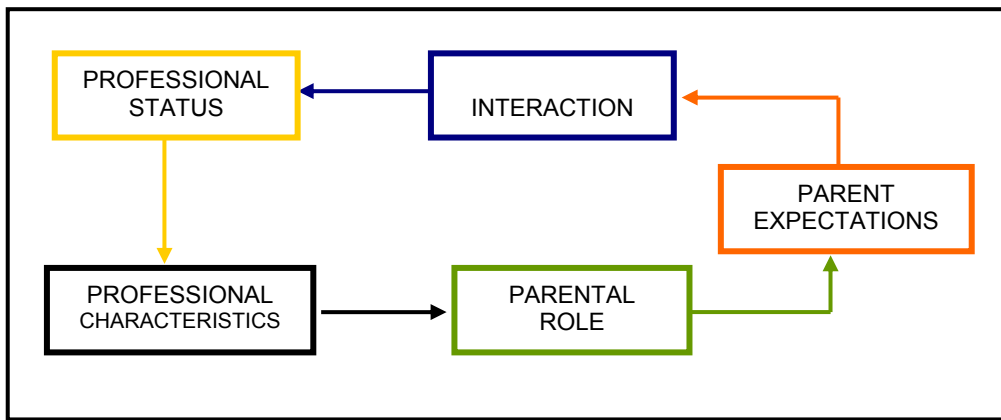 PROFESSIONAL
STATUS
INTERACTION
PARENT
EXPECTATIONS
PROFESSIONAL
CHARACTERISTICS
PARENTAL
ROLE